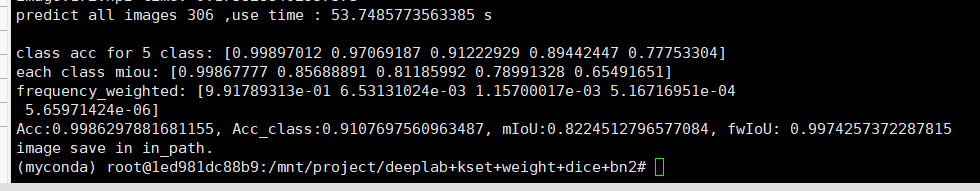 predict all images 306 ,use time : 53.7485773563385 s
class acc for 5 class: [0.99897012 0.97069187 0.91222929 0.89442447 0.77753304]
each class miou: [0.99867777 0.85688891 0.81185992 0.78991328 0.65491651]
frequency_weighted: [9.91789313e-01 6.53131024e-03 1.15700017e-03 5.16716951e-04
5.65971424e-06]
Acc:0.9986297881681155, Acc_class:0.9107697560963487, mIoU:0.8224512796577084, fwIoU: 0.9974257372287815
image save in in_path.
(myconda) root@1ed981dc88b9:/mnt/project/deeplab+kset+weight+dice+bn2#